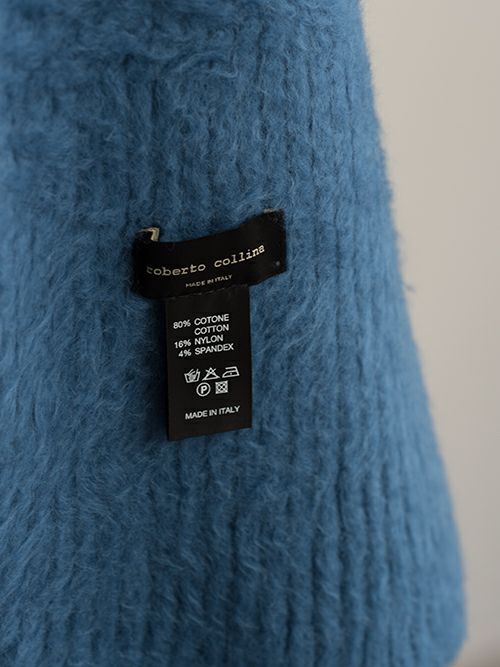 roberto collina
MADE IN ITALY
80% COTONE
COTTON
16% NYLON
4% SPANDEX
P
MADE IN ITALY